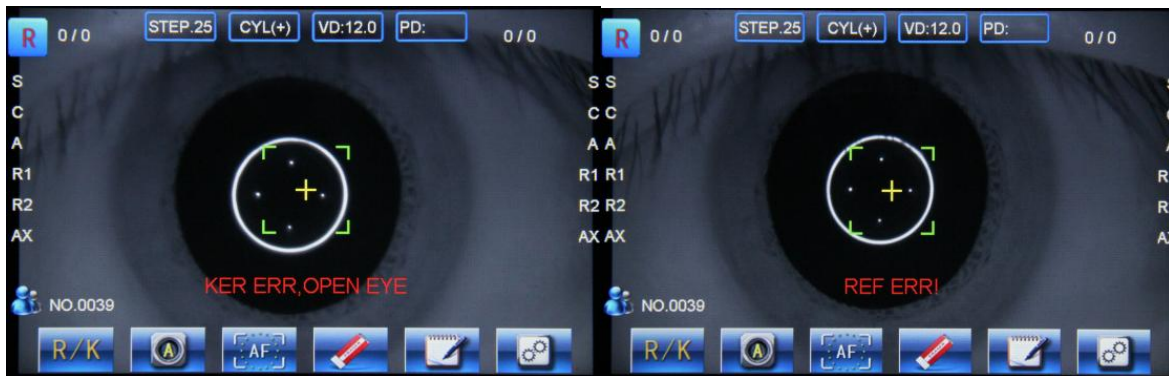 R 0/0 STEP.25 CYL(+) VD:12.0 PD: 0/0
S S
C C
A A
R1 R1
R2 R2
AX AX
KER ERR,OPEN EYE
NO.0039
R/K A AF
R 0/0 STEP.25 CYL(+) VD:12.0 PD: 0/0
S
C
A
R1
R2
AX
REF ERR!
NO.0039
R/K A AF